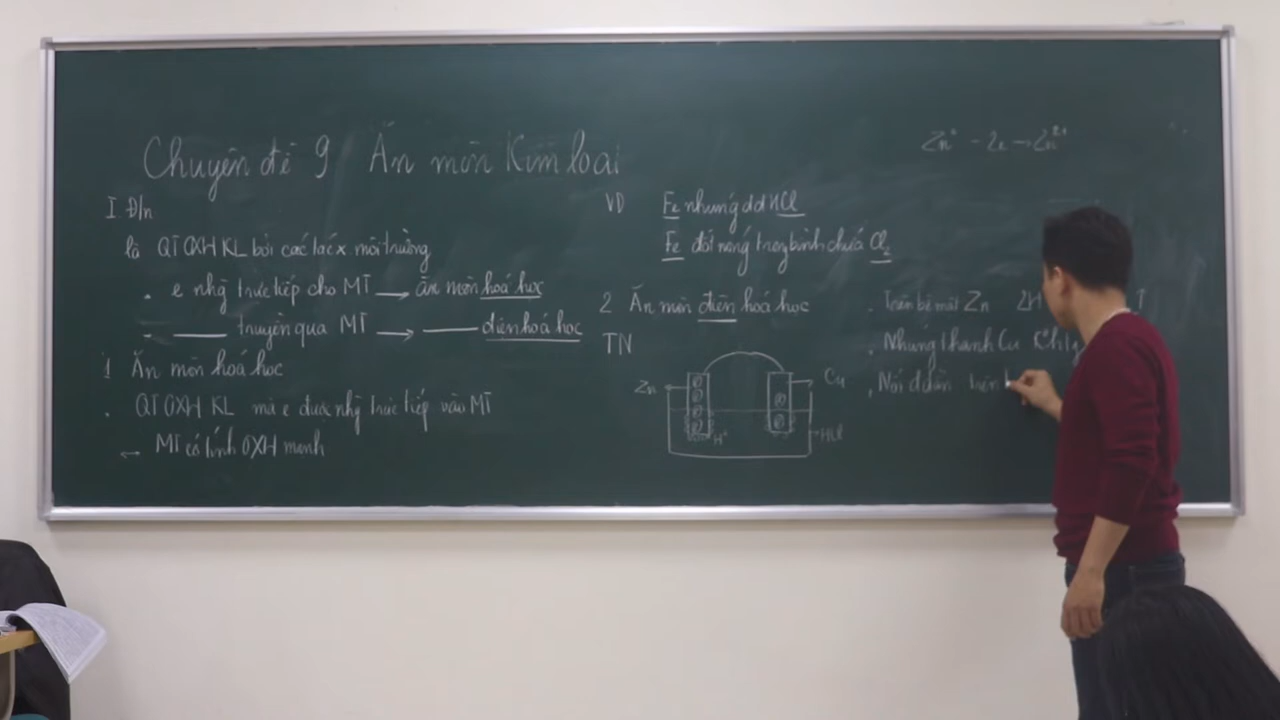 Chuyên đề 9 Ăn mòn Kim loại
I Đ/n
là QT OXH KL bởi các tác x môi trường
. e nhg trực tiếp cho MT → ăn mòn hoá học
. truyền qua MT → điện hoá học
1 Ăn mòn hoá học
. QT OXH KL mà e được nhg trực tiếp vào MT
↔ MT có tính OXH mạnh
VD Fe nhúng dd HCl
Fe đốt nóng trong bình chứa Cl₂
2 Ăn mòn điện hoá học
TN
Zn
Cu
H⁺
HCl
Zn⁰ - 2e → Zn²⁺
. Trên bề mặt Zn 2H ↑
. Nhúng thanh Cu
. Nối dây dẫn trên